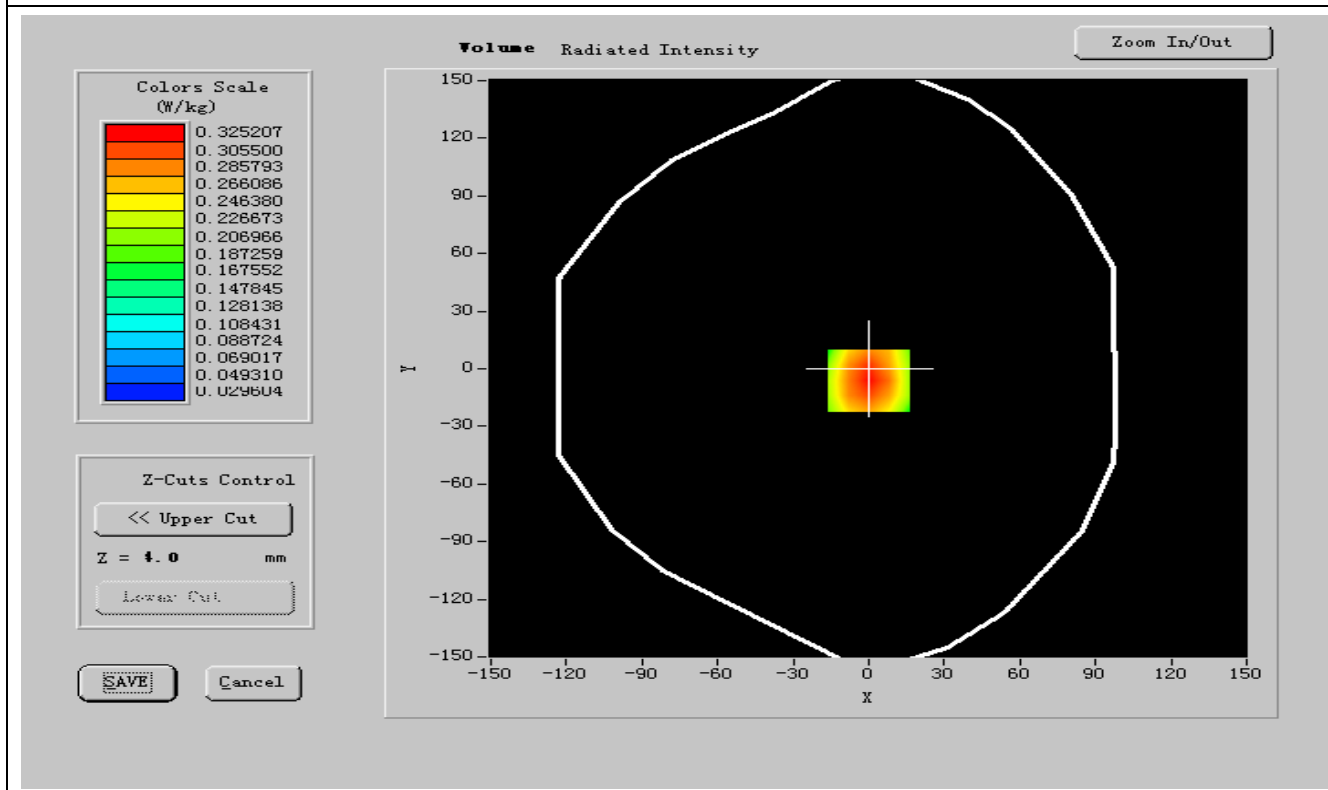 Volume Radiated Intensity
Zoom In/Out
Colors Scale
(W/kg)
0.325207
0.305500
0.285793
0.266086
0.246380
0.226673
0.206966
0.187259
0.167552
0.147845
0.128138
0.108431
0.088724
0.069017
0.049310
0.029604
Z-Cuts Control
<< Upper Cut
Z = 4.0 mm
Lower Cut
SAVE
Cancel
150
120
90
60
30
0
-30
-60
-90
-120
-150
Y
-150 -120 -90 -60 -30 0 30 60 90 120 150
X